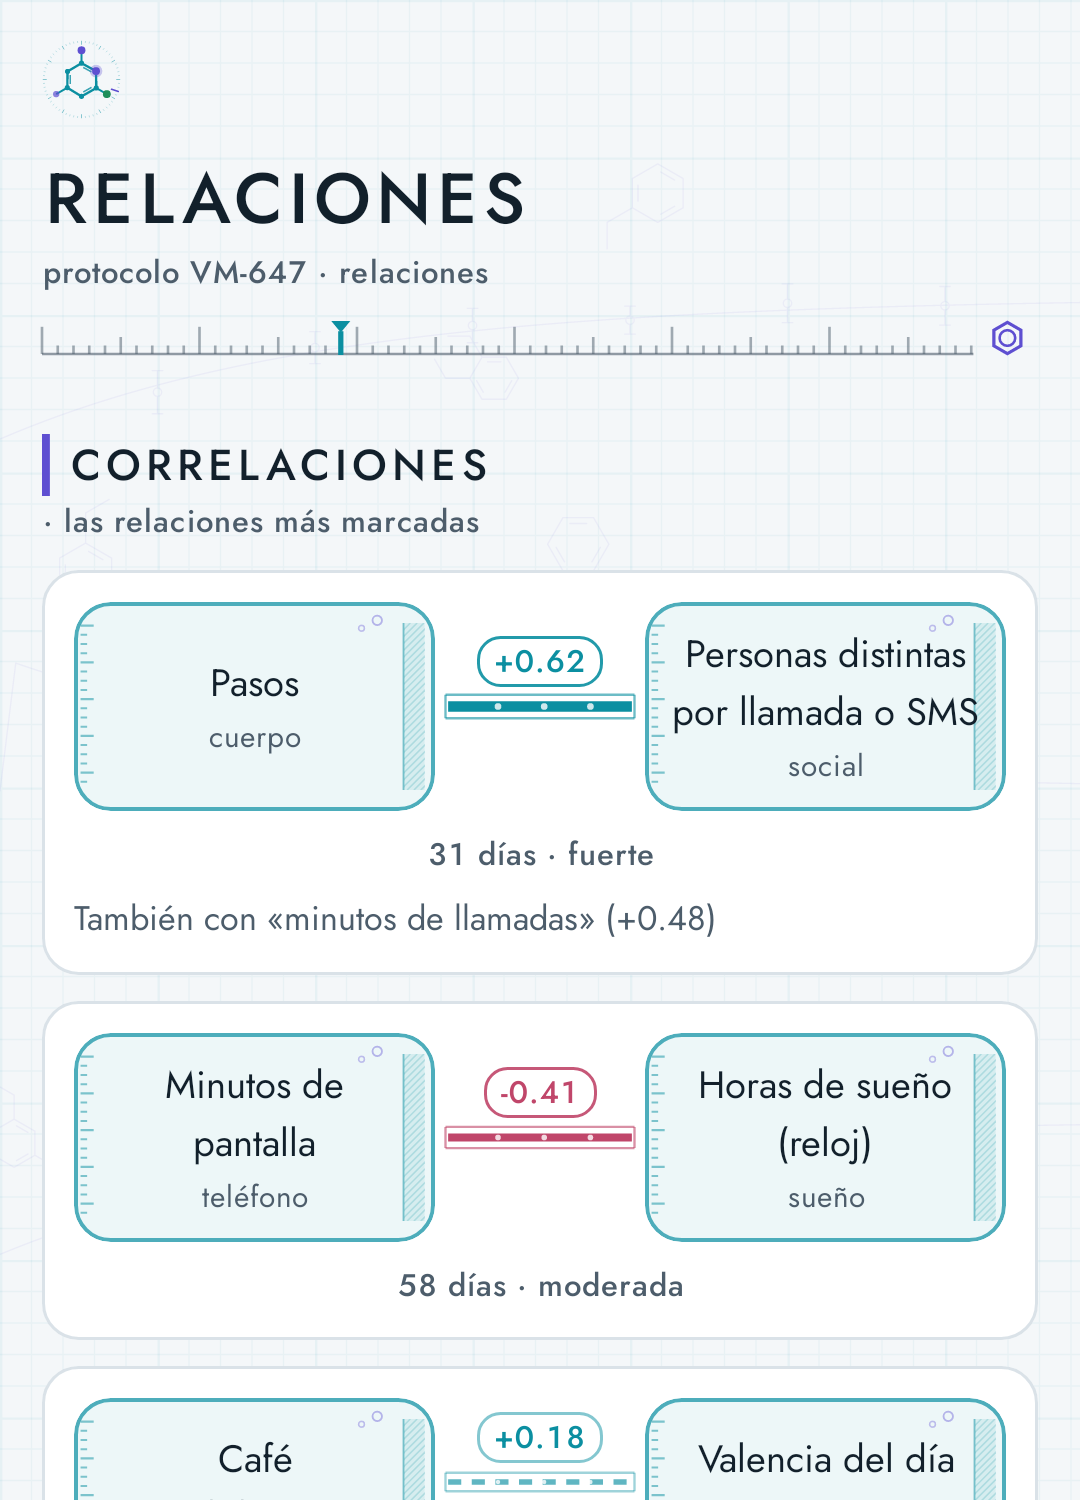 RELACIONES
protocolo VM-647 · relaciones
CORRELACIONES
· las relaciones más marcadas
Pasos
cuerpo
+0.62
Personas distintas
por llamada o SMS
social
31 días · fuerte
También con «minutos de llamadas» (+0.48)
Minutos de
pantalla
teléfono
-0.41
Horas de sueño
(reloj)
sueño
58 días · moderada
Café
+0.18
Valencia del día